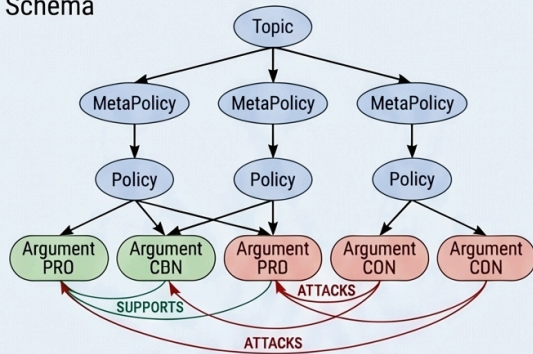 Schema
Topic
MetaPolicy
MetaPolicy
MetaPolicy
Policy
Policy
Policy
Argument
PRO
Argument
CBN
Argument
PRD
Argument
CON
Argument
CON
SUPPORTS
ATTACKS
ATTACKS